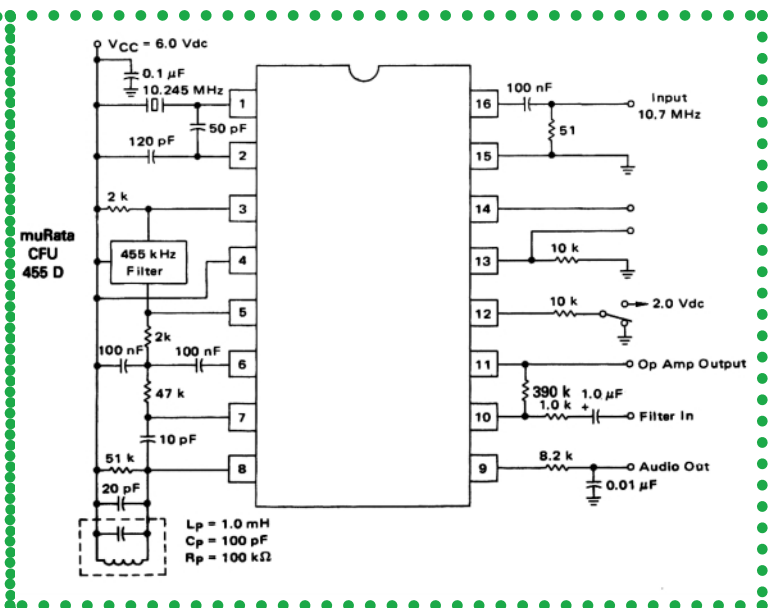 VCC = 6.0 Vdc
0.1 µF
10.245 MHz
50 pF
120 pF
1
2
2 k
3
muRata
CFU
455 D
455 kHz
Filter
4
5
2k
100 nF
100 nF
6
47 k
7
10 pF
51 k
8
20 pF
Lp = 1.0 mH
Cp = 100 pF
Rp = 100 kΩ
16
100 nF
Input
10.7 MHz
51
15
14
13
10 k
12
10 k
2.0 Vdc
11
Op Amp Output
390 k
1.0 k
+
1.0 µF
10
Filter In
9
8.2 k
Audio Out
0.01 µF